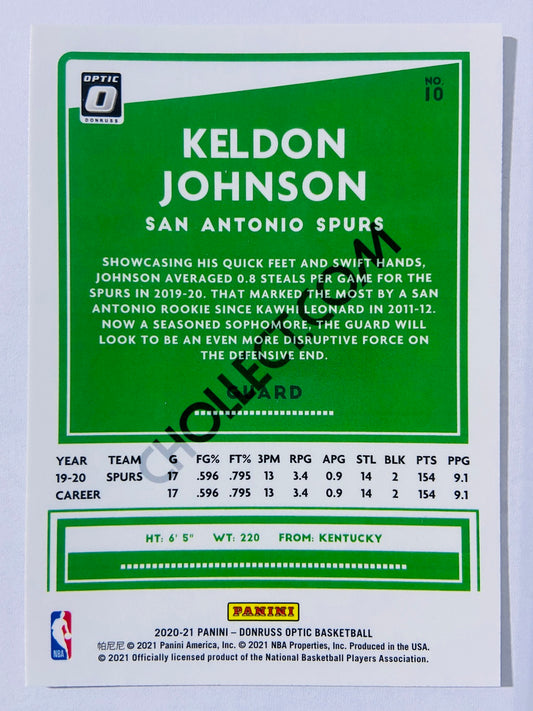 OPTIC
DONRUSS
NO.
10
KELDON
JOHNSON
SAN ANTONIO SPURS
SHOWCASING HIS QUICK FEET AND SWIFT HANDS,
JOHNSON AVERAGED 0.8 STEALS PER GAME FOR THE
SPURS IN 2019-20. THAT MARKED THE MOST BY A SAN
ANTONIO ROOKIE SINCE KAWHI LEONARD IN 2011-12.
NOW A SEASONED SOPHOMORE, THE GUARD WILL
LOOK TO BE AN EVEN MORE DISRUPTIVE FORCE ON
THE DEFENSIVE END.
GUARD
CHOLLECT.COM
YEAR TEAM G FG% FT% 3PM RPG APG STL BLK PTS PPG
19-20 SPURS 17 .596 .795 13 3.4 0.9 14 2 154 9.1
CAREER 17 .596 .795 13 3.4 0.9 14 2 154 9.1
HT: 6' 5" WT: 220 FROM: KENTUCKY
PANINI
NBA
2020-21 PANINI – DONRUSS OPTIC BASKETBALL
帕尼尼 © 2021 Panini America, Inc. © 2021 NBA Properties, Inc. Produced in the USA.
© 2021 Officially licensed product of the National Basketball Players Association.